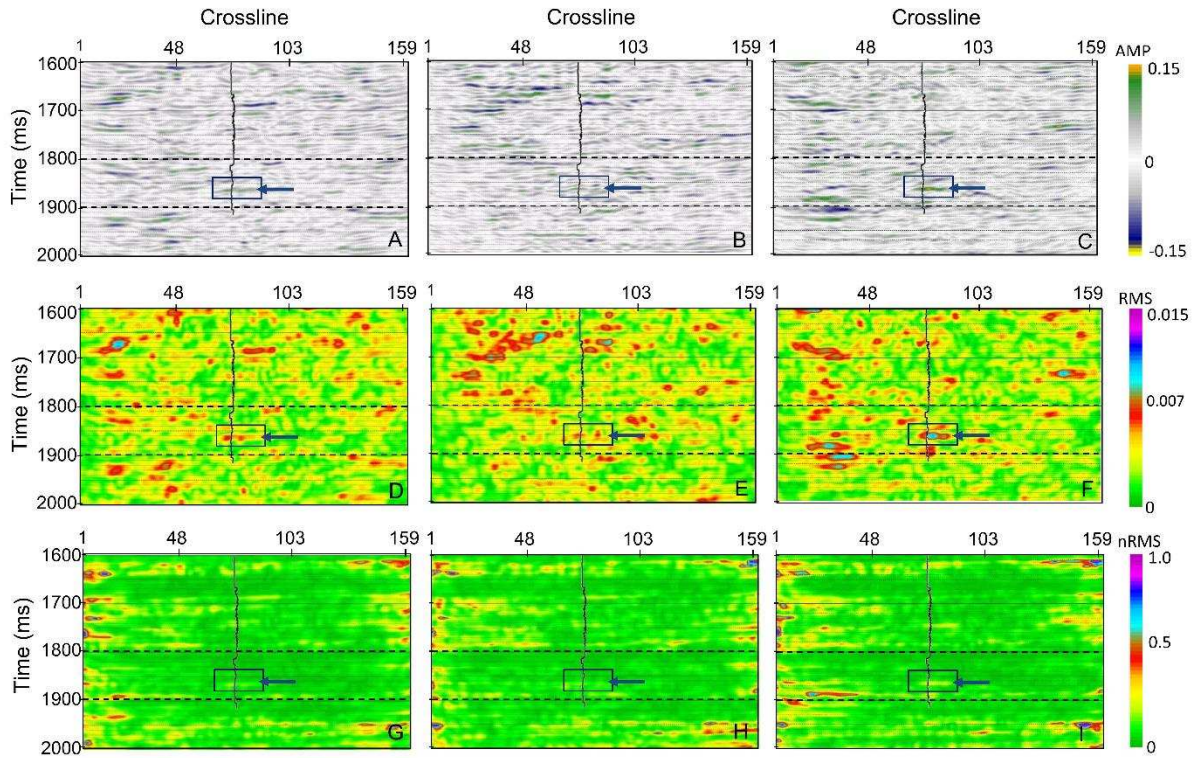 Crossline Crossline Crossline
1 48 103 159 1 48 103 159 1 48 103 159 AMP
1600 0.15
1700
1800 0
1900
2000 -0.15
Time (ms)
A B C
1 48 103 159 1 48 103 159 1 48 103 159 RMS
1600 0.015
1700
1800 0.007
1900
2000 0
Time (ms)
D E F
1 48 103 159 1 48 103 159 1 48 103 159 nRMS
1600 1.0
1700
1800 0.5
1900
2000 0
Time (ms)
G H I